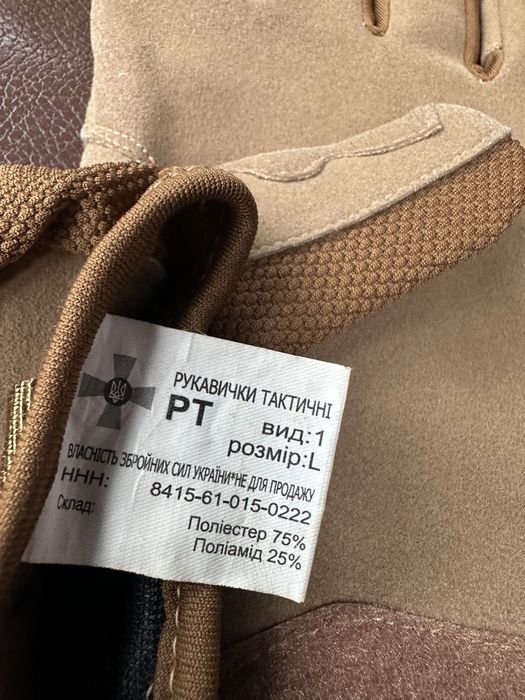 РУКАВИЧКИ ТАКТИЧНІ
РТ
вид:1
розмір:L
ВЛАСНІСТЬ ЗБРОЙНИХ СИЛ УКРАЇНИ*НЕ ДЛЯ ПРОДАЖУ
ННН: 8415-61-015-0222
Склад:
Поліестер 75%
Поліамід 25%